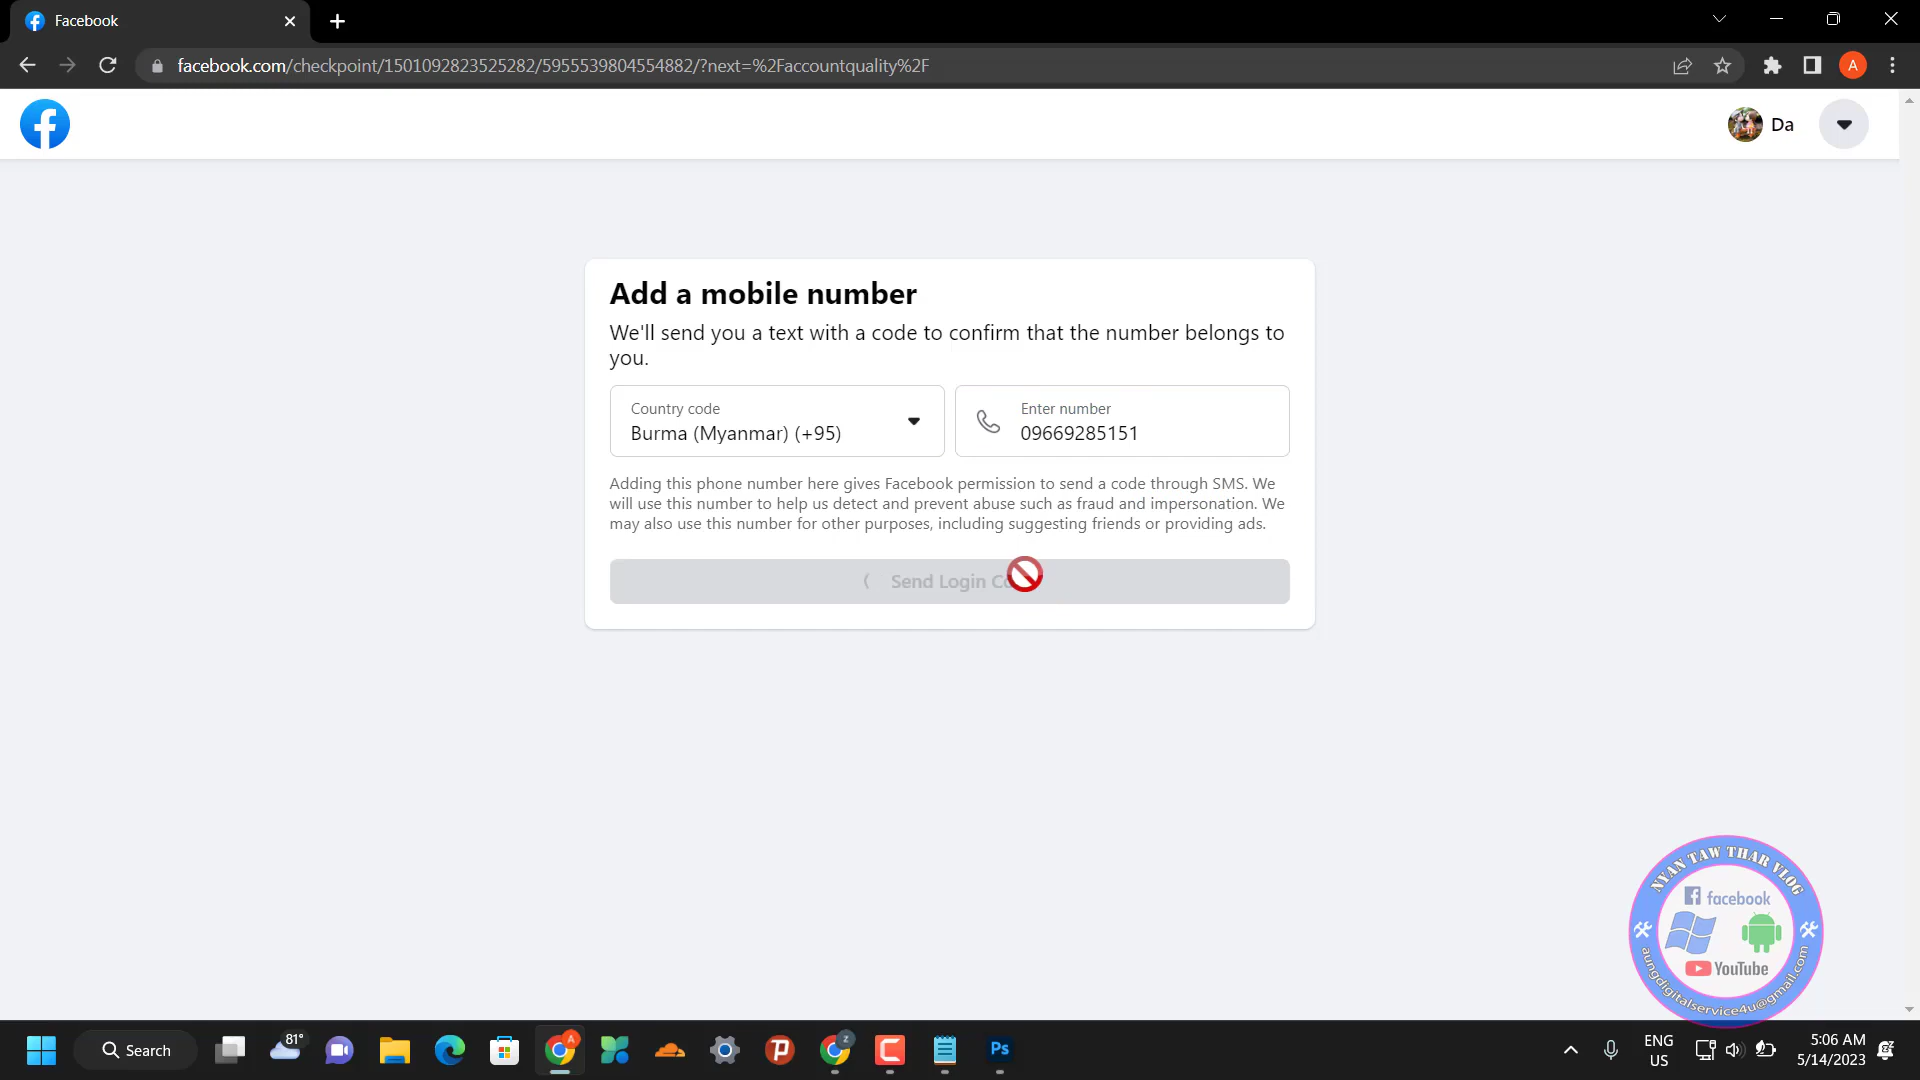 Facebook
facebook.com/checkpoint/1501092823525282/5955539804554882/?next=%2Faccountquality%2F
A
Da
Add a mobile number
We'll send you a text with a code to confirm that the number belongs to
you.
Country code
Burma (Myanmar) (+95)
Enter number
09669285151
Adding this phone number here gives Facebook permission to send a code through SMS. We
will use this number to help us detect and prevent abuse such as fraud and impersonation. We
may also use this number for other purposes, including suggesting friends or providing ads.
Send Login Co
NYAN TAW THAR VLOG
facebook
YouTube
aungdigitalservice4u@gmail.com
Search
81°
A
z
Ps
ENG
US
5:06 AM
5/14/2023